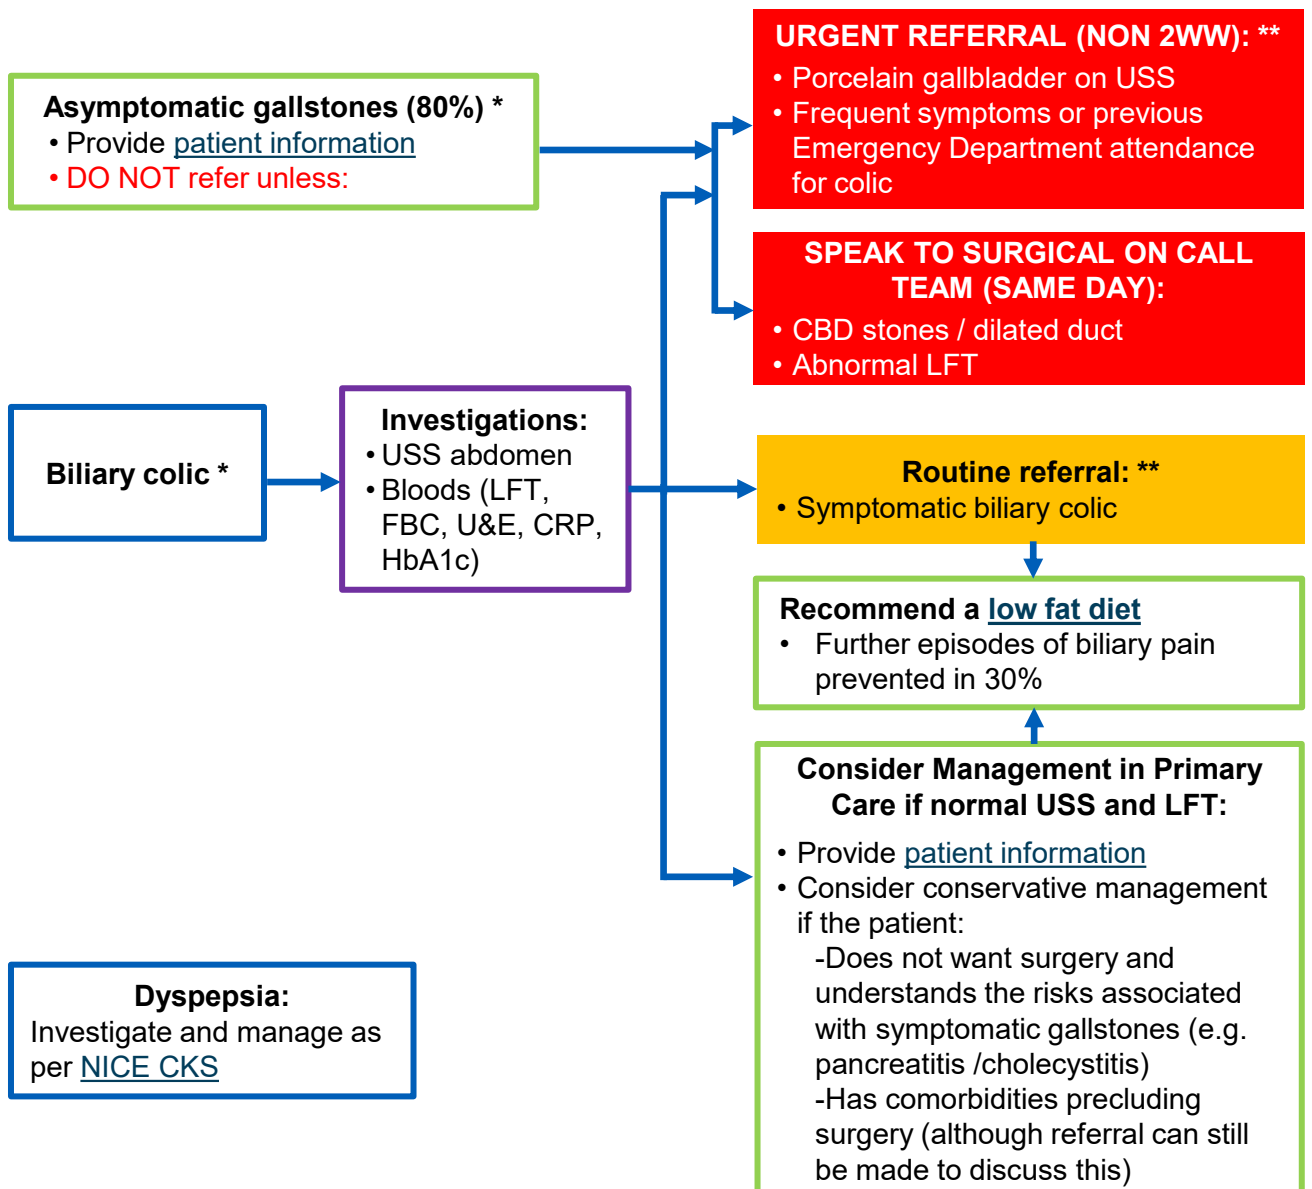 Asymptomatic gallstones (80%) *
• Provide patient information
• DO NOT refer unless:
URGENT REFERRAL (NON 2WW): **
• Porcelain gallbladder on USS
• Frequent symptoms or previous
Emergency Department attendance
for colic
SPEAK TO SURGICAL ON CALL
TEAM (SAME DAY):
• CBD stones / dilated duct
• Abnormal LFT
Biliary colic *
Investigations:
• USS abdomen
• Bloods (LFT,
FBC, U&E, CRP,
HbA1c)
Routine referral: **
• Symptomatic biliary colic
Recommend a low fat diet
• Further episodes of biliary pain
prevented in 30%
Consider Management in Primary
Care if normal USS and LFT:
• Provide patient information
• Consider conservative management
if the patient:
-Does not want surgery and
understands the risks associated
with symptomatic gallstones (e.g.
pancreatitis /cholecystitis)
-Has comorbidities precluding
surgery (although referral can still
be made to discuss this)
Dyspepsia:
Investigate and manage as
per NICE CKS